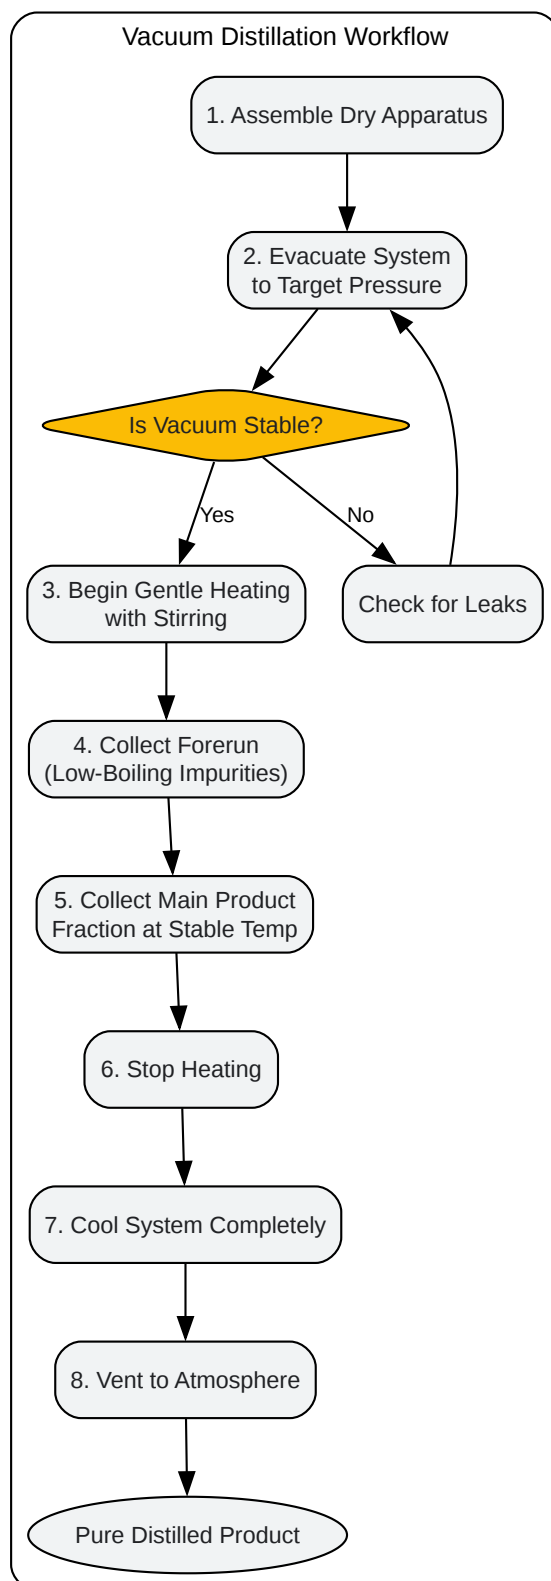 Vacuum Distillation Workflow
1. Assemble Dry Apparatus
2. Evacuate System
to Target Pressure
Is Vacuum Stable?
Yes
No
3. Begin Gentle Heating
with Stirring
Check for Leaks
4. Collect Forerun
(Low-Boiling Impurities)
5. Collect Main Product
Fraction at Stable Temp
6. Stop Heating
7. Cool System Completely
8. Vent to Atmosphere
Pure Distilled Product